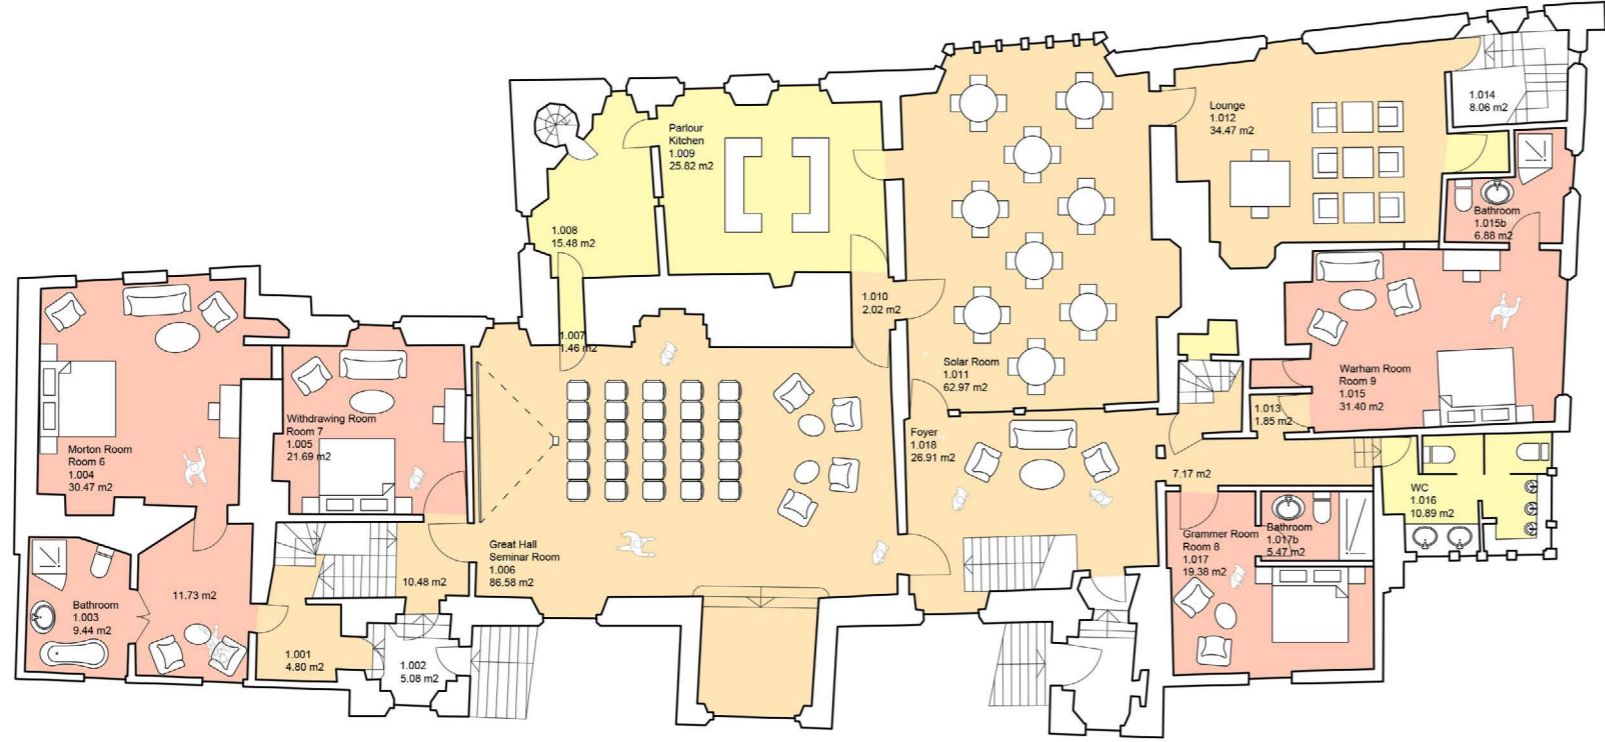 1.014
8.06 m2
Lounge
1.012
34.47 m2
Parlour
Kitchen
1.009
25.82 m2
Bathroom
1.015b
6.88 m2
1.008
15.48 m2
1.010
2.02 m2
1.007
1.46 m2
Solar Room
1.011
62.97 m2
Warham Room
Room 9
1.015
31.40 m2
1.013
1.85 m2
Withdrawing Room
Room 7
1.005
21.69 m2
Morton Room
Room 6
1.004
30.47 m2
Foyer
1.018
26.91 m2
7.17 m2
WC
1.016
10.89 m2
Great Hall
Seminar Room
1.006
86.58 m2
Grammer Room
Room 8
1.017
19.38 m2
Bathroom
1.017b
5.47 m2
10.48 m2
11.73 m2
Bathroom
1.003
9.44 m2
1.001
4.80 m2
1.002
5.08 m2